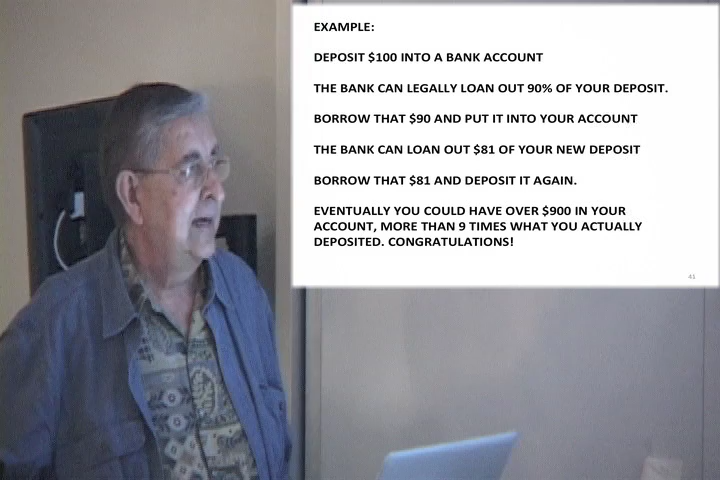 EXAMPLE:
DEPOSIT $100 INTO A BANK ACCOUNT
THE BANK CAN LEGALLY LOAN OUT 90% OF YOUR DEPOSIT.
BORROW THAT $90 AND PUT IT INTO YOUR ACCOUNT
THE BANK CAN LOAN OUT $81 OF YOUR NEW DEPOSIT
BORROW THAT $81 AND DEPOSIT IT AGAIN.
EVENTUALLY YOU COULD HAVE OVER $900 IN YOUR
ACCOUNT, MORE THAN 9 TIMES WHAT YOU ACTUALLY
DEPOSITED. CONGRATULATIONS!
41